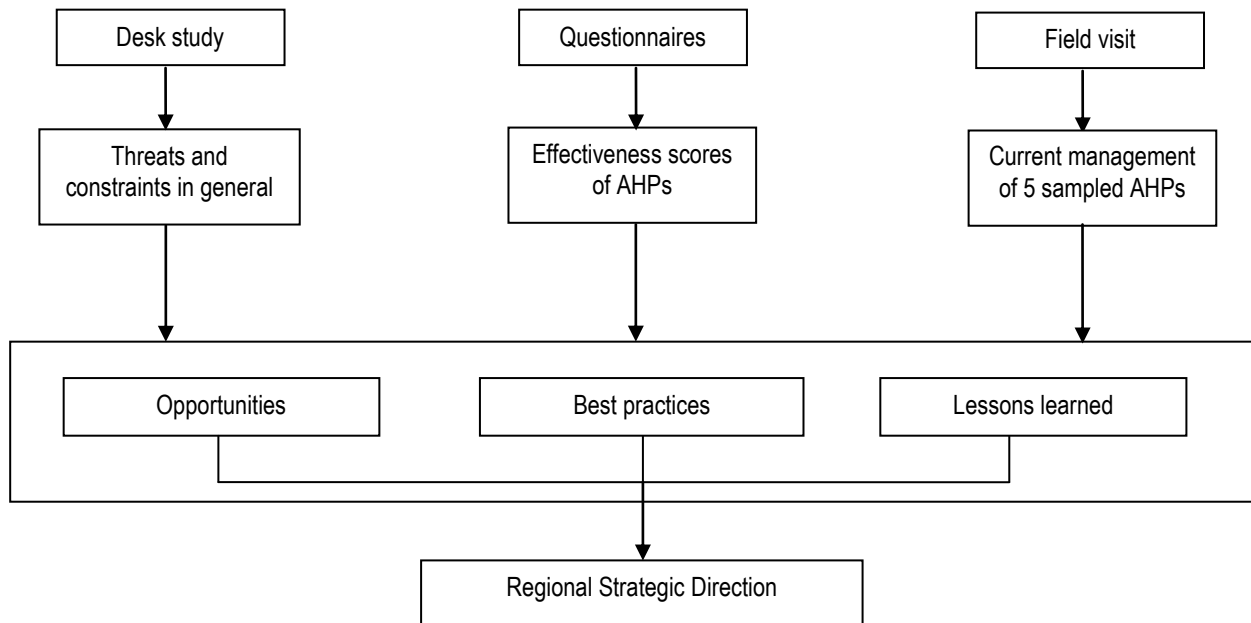 Desk study
Questionnaires
Field visit
Threats and
constraints in general
Effectiveness scores
of AHPs
Current management
of 5 sampled AHPs
Opportunities
Best practices
Lessons learned
Regional Strategic Direction